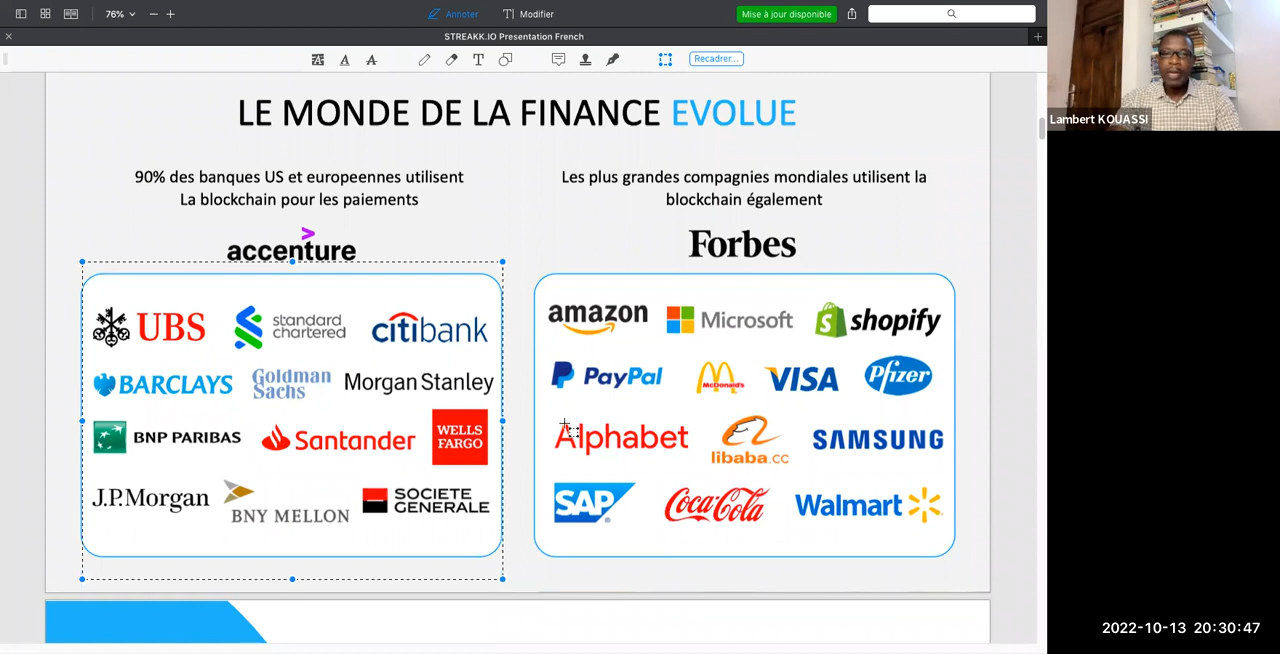 76%
Annoter
Modifier
Mise à jour disponible
STREAKK.IO Presentation French
Recadrer...
Lambert KOUASSI
LE MONDE DE LA FINANCE EVOLUE
90% des banques US et europeennes utilisent
La blockchain pour les paiements
accenture
UBS
standard
chartered
citibank
BARCLAYS
Goldman
Sachs
Morgan Stanley
BNP PARIBAS
Santander
WELLS
FARGO
J.P.Morgan
BNY MELLON
SOCIETE
GENERALE
Les plus grandes compagnies mondiales utilisent la
blockchain également
Forbes
amazon
Microsoft
shopify
PayPal
McDonald's
VISA
Pfizer
Alphabet
libaba.cc
SAMSUNG
SAP
Coca-Cola
Walmart
2022-10-13 20:30:47